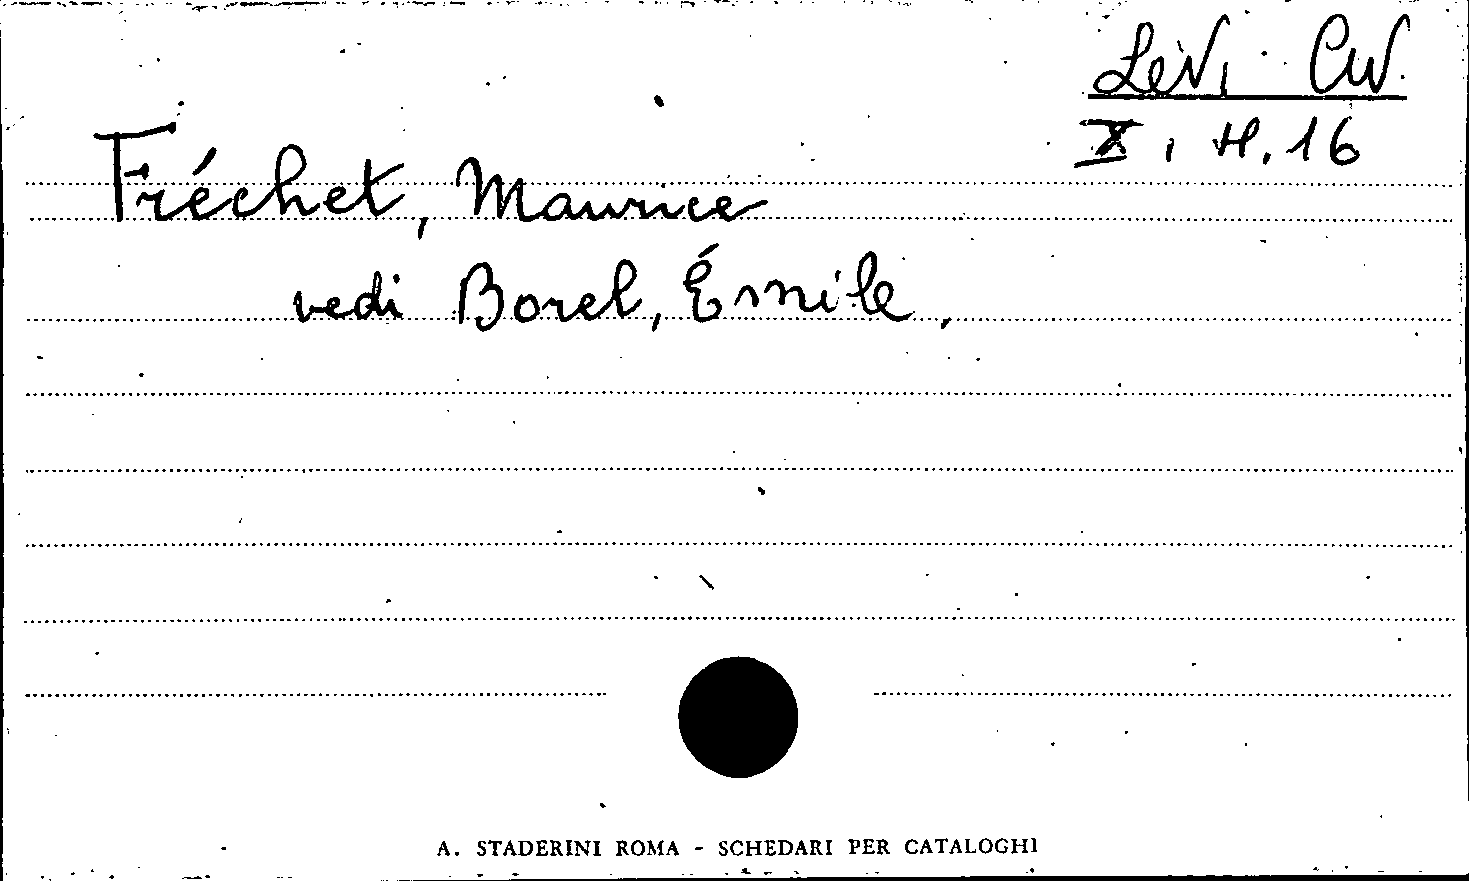 Levi Civ.
X, H. 16
Fréchet, Maurice
vedi Borel, Émile.
A. STADERINI ROMA - SCHEDARI PER CATALOGHI